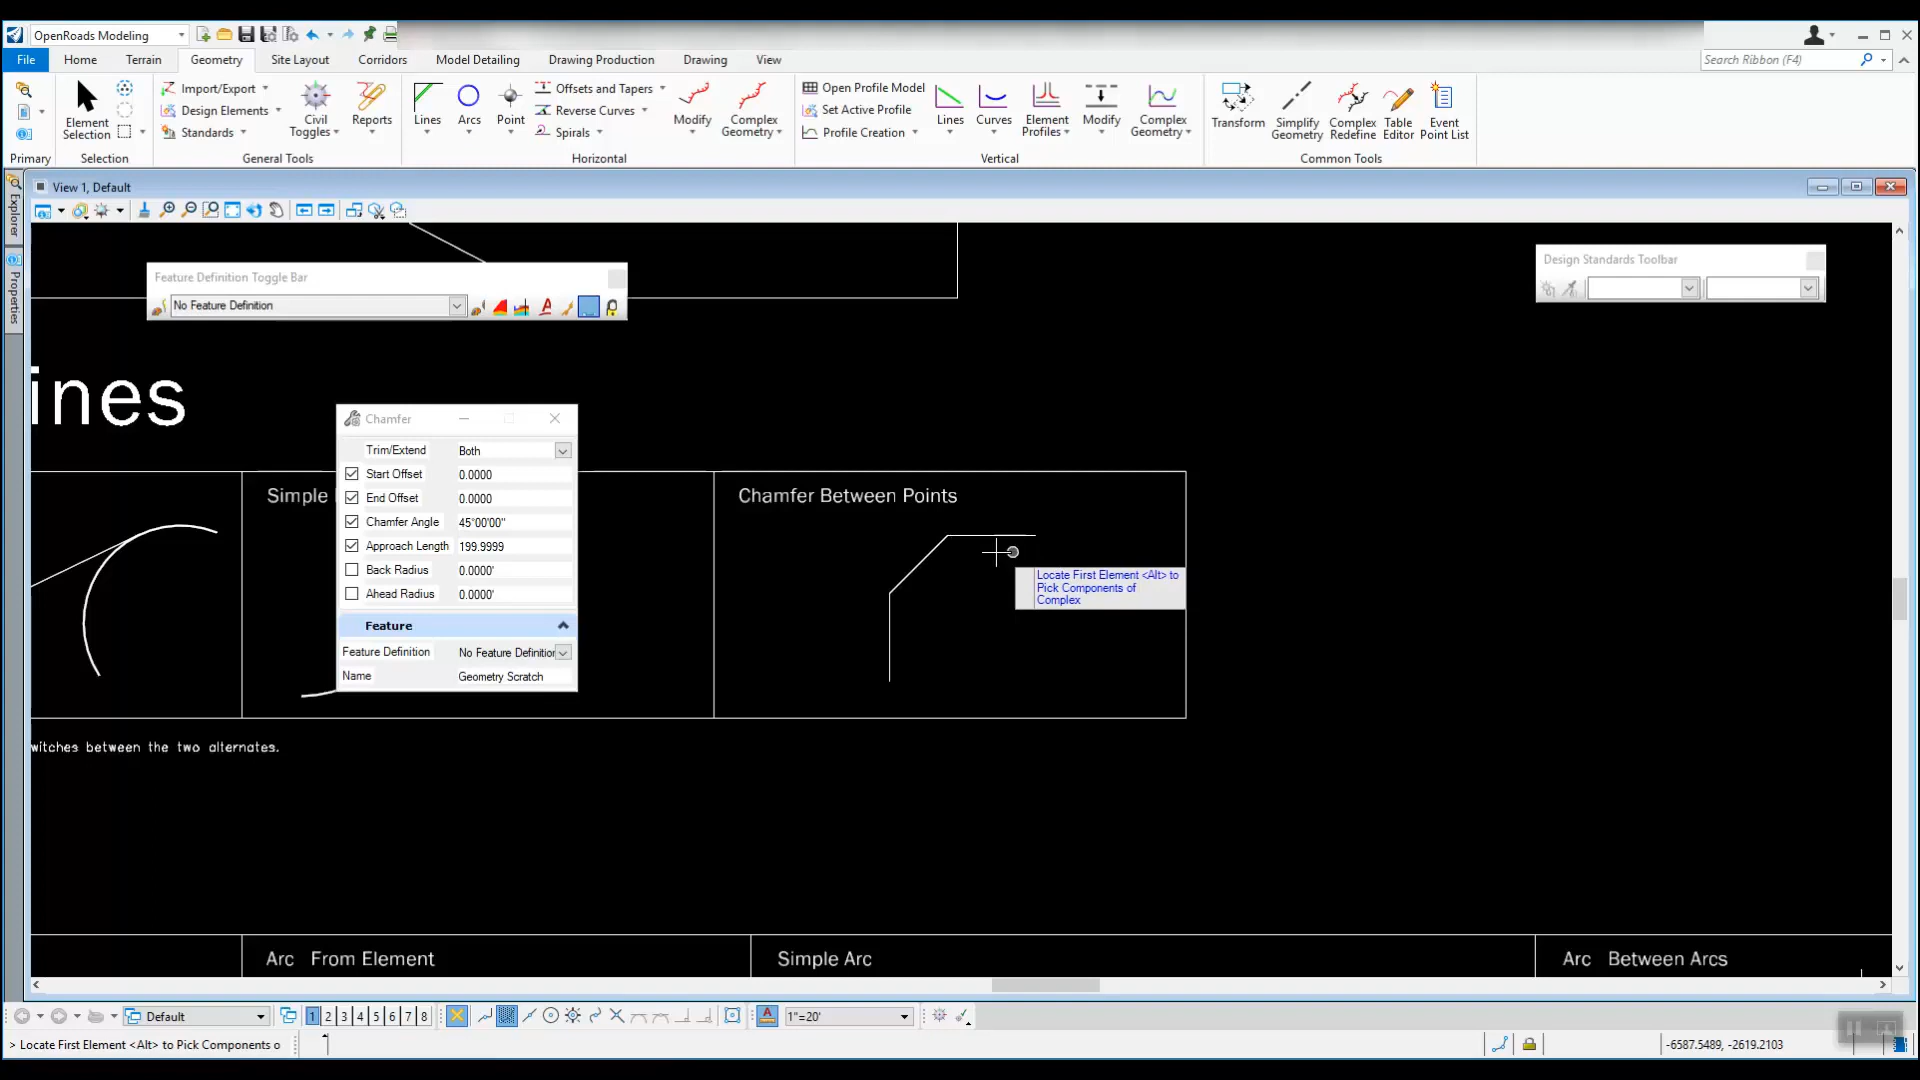 OpenRoads Modeling
Search Ribbon (F4)
File Home Terrain Geometry Site Layout Corridors Model Detailing Drawing Production Drawing View
Element Selection
Import/Export
Design Elements
Standards
Civil Toggles
Reports
Lines
Arcs
Point
Offsets and Tapers
Reverse Curves
Spirals
Modify
Complex Geometry
Open Profile Model
Set Active Profile
Profile Creation
Lines
Curves
Element Profiles
Modify
Complex Geometry
Transform
Simplify Geometry
Complex Redefine
Table Editor
Event Point List
Primary Selection General Tools Horizontal Vertical Common Tools
Explorer
Properties
View 1, Default
Feature Definition Toggle Bar
No Feature Definition
Design Standards Toolbar
ines
Chamfer
Trim/Extend Both
Start Offset 0.0000
End Offset 0.0000
Chamfer Angle 45°00'00"
Approach Length 199.9999
Back Radius 0.0000'
Ahead Radius 0.0000'
Feature
Feature Definition No Feature Definition
Name Geometry Scratch
Simple
Chamfer Between Points
Locate First Element <Alt> to
Pick Components of
Complex
witches between the two alternates.
Arc From Element
Simple Arc
Arc Between Arcs
Default
1 2 3 4 5 6 7 8
1"=20'
> Locate First Element <Alt> to Pick Components o
-6587.5489, -2619.2103